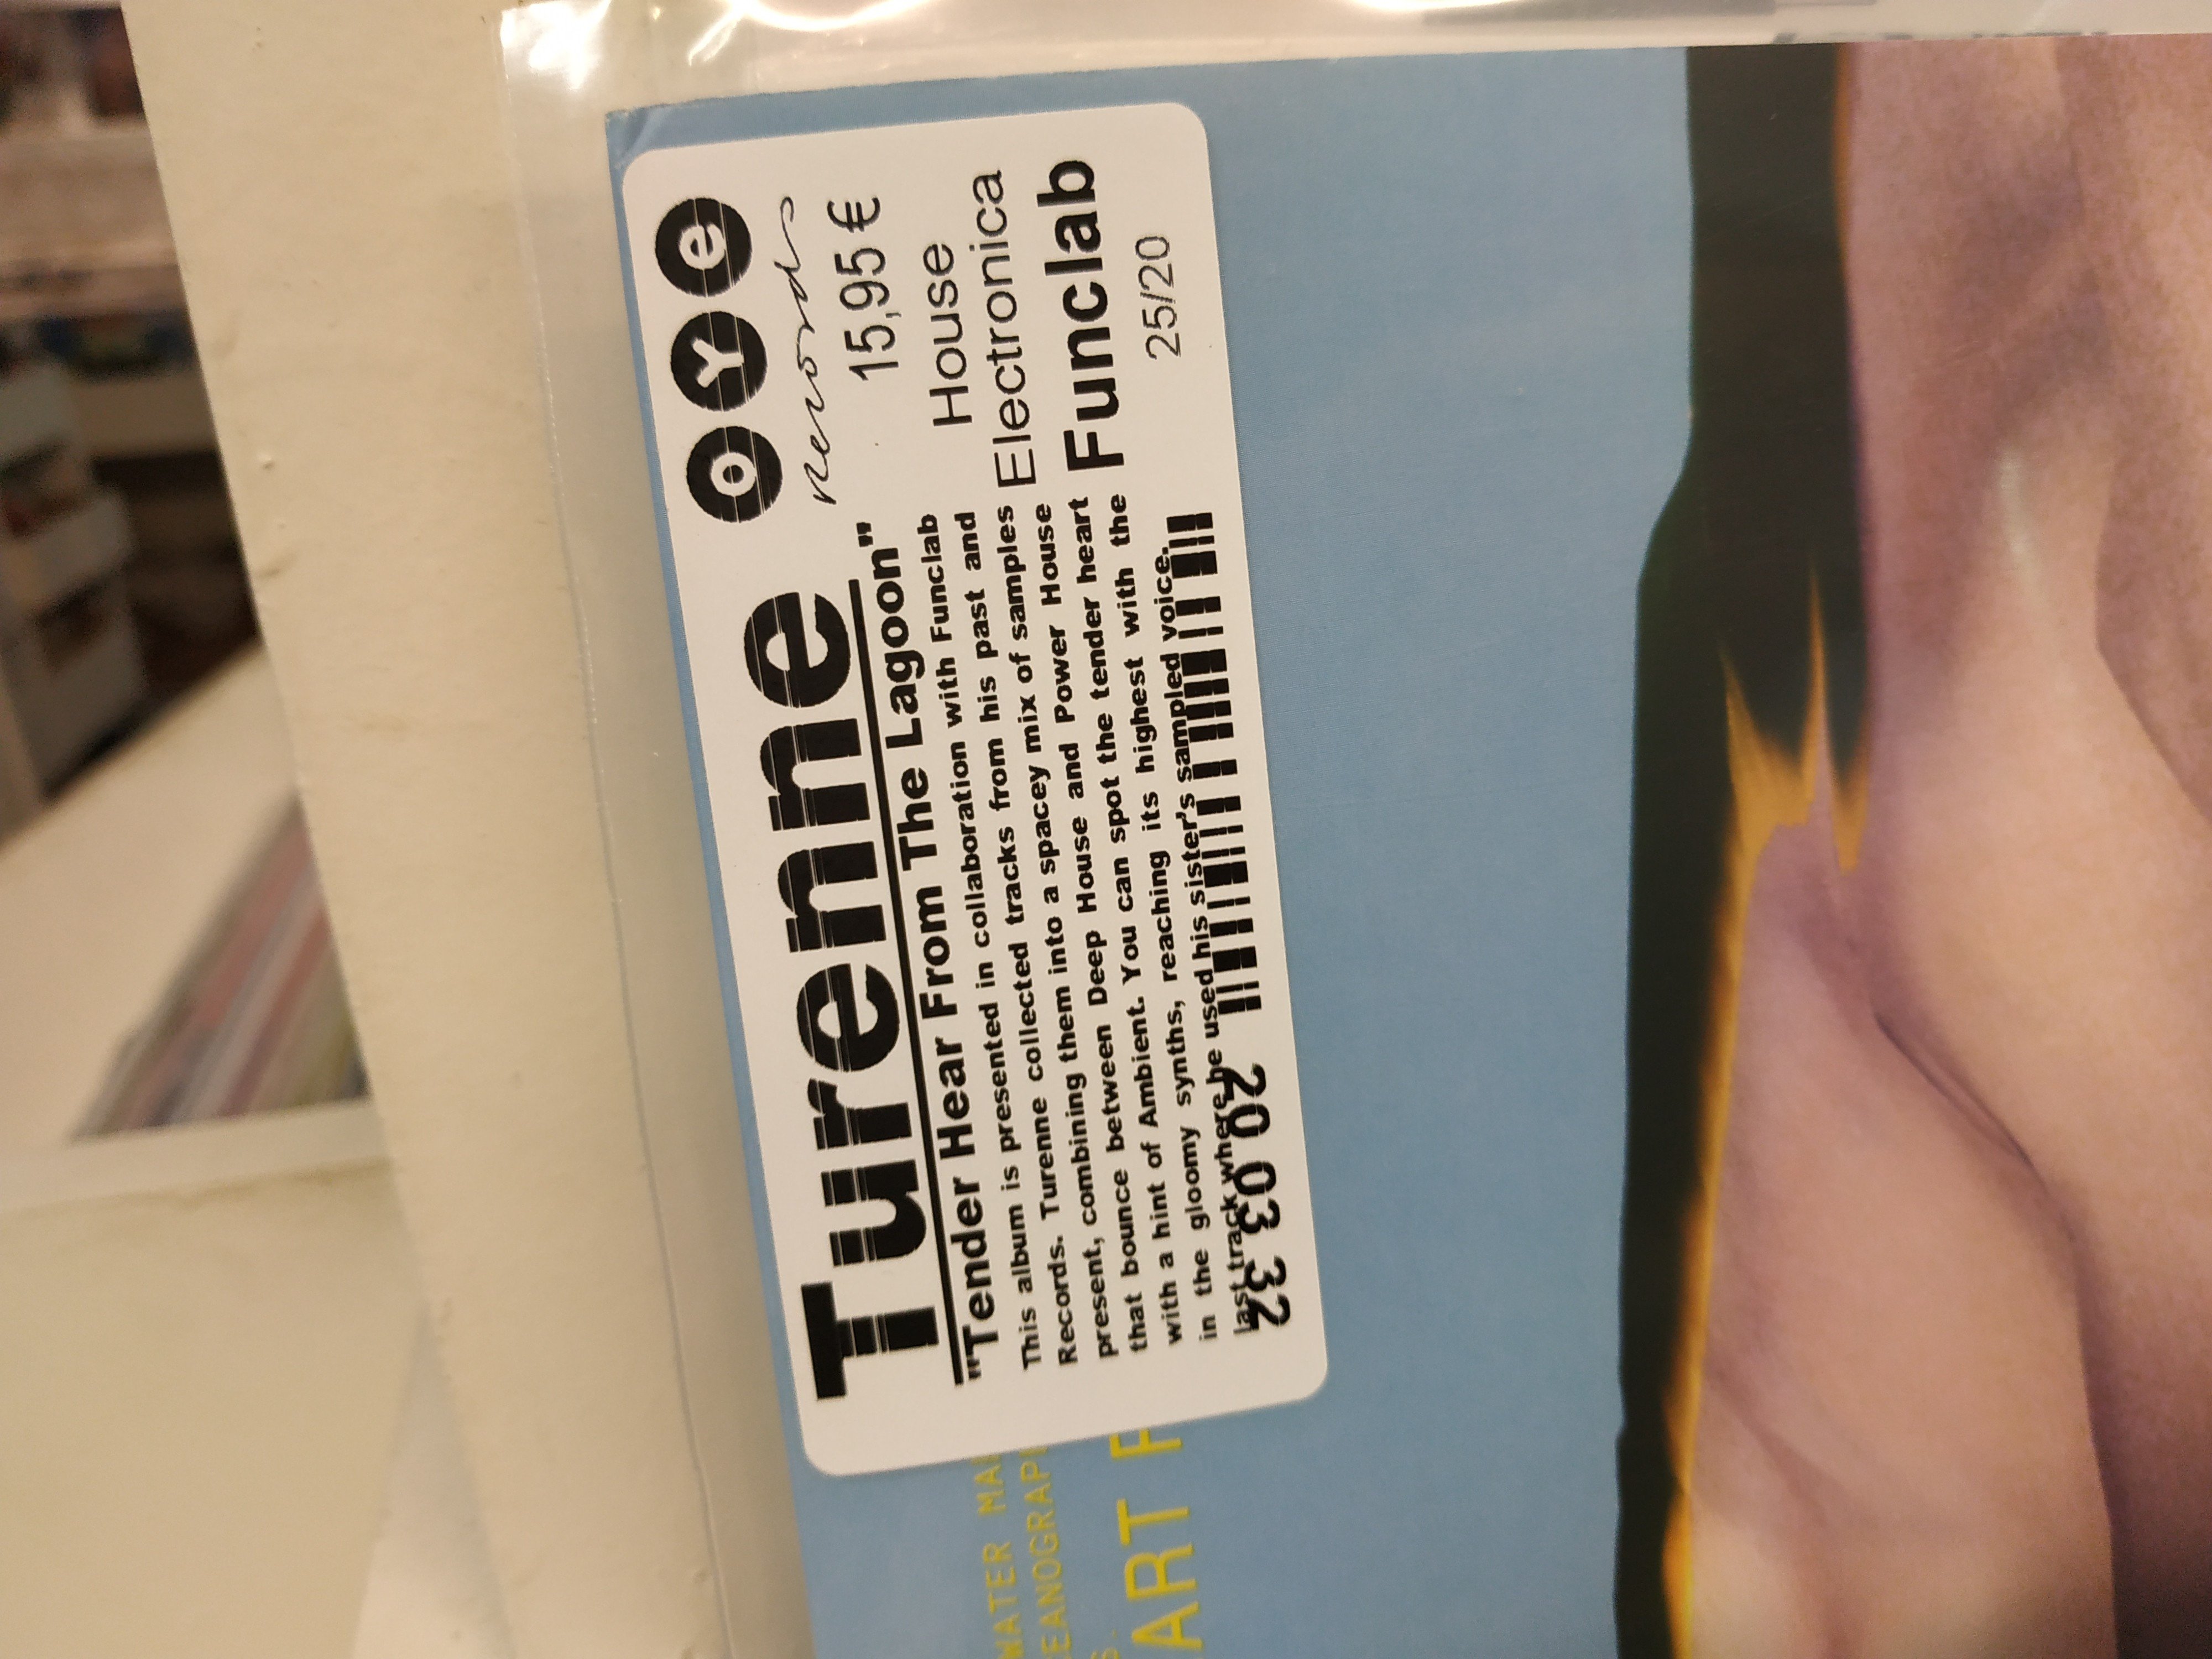 Turenne
"Tender Hear From The Lagoon"
This album is presented in collaboration with Funclab
Records. Turenne collected tracks from his past and
present, combining them into a spacey mix of samples
that bounce between Deep House and Power House
with a hint of Ambient. You can spot the tender heart
in the gloomy synths, reaching its highest with the
last track where he used his sister's sampled voice.
20 03 32
OYe
records
15,95€
House
Electronica
Funclab
25/20
WATER
ART